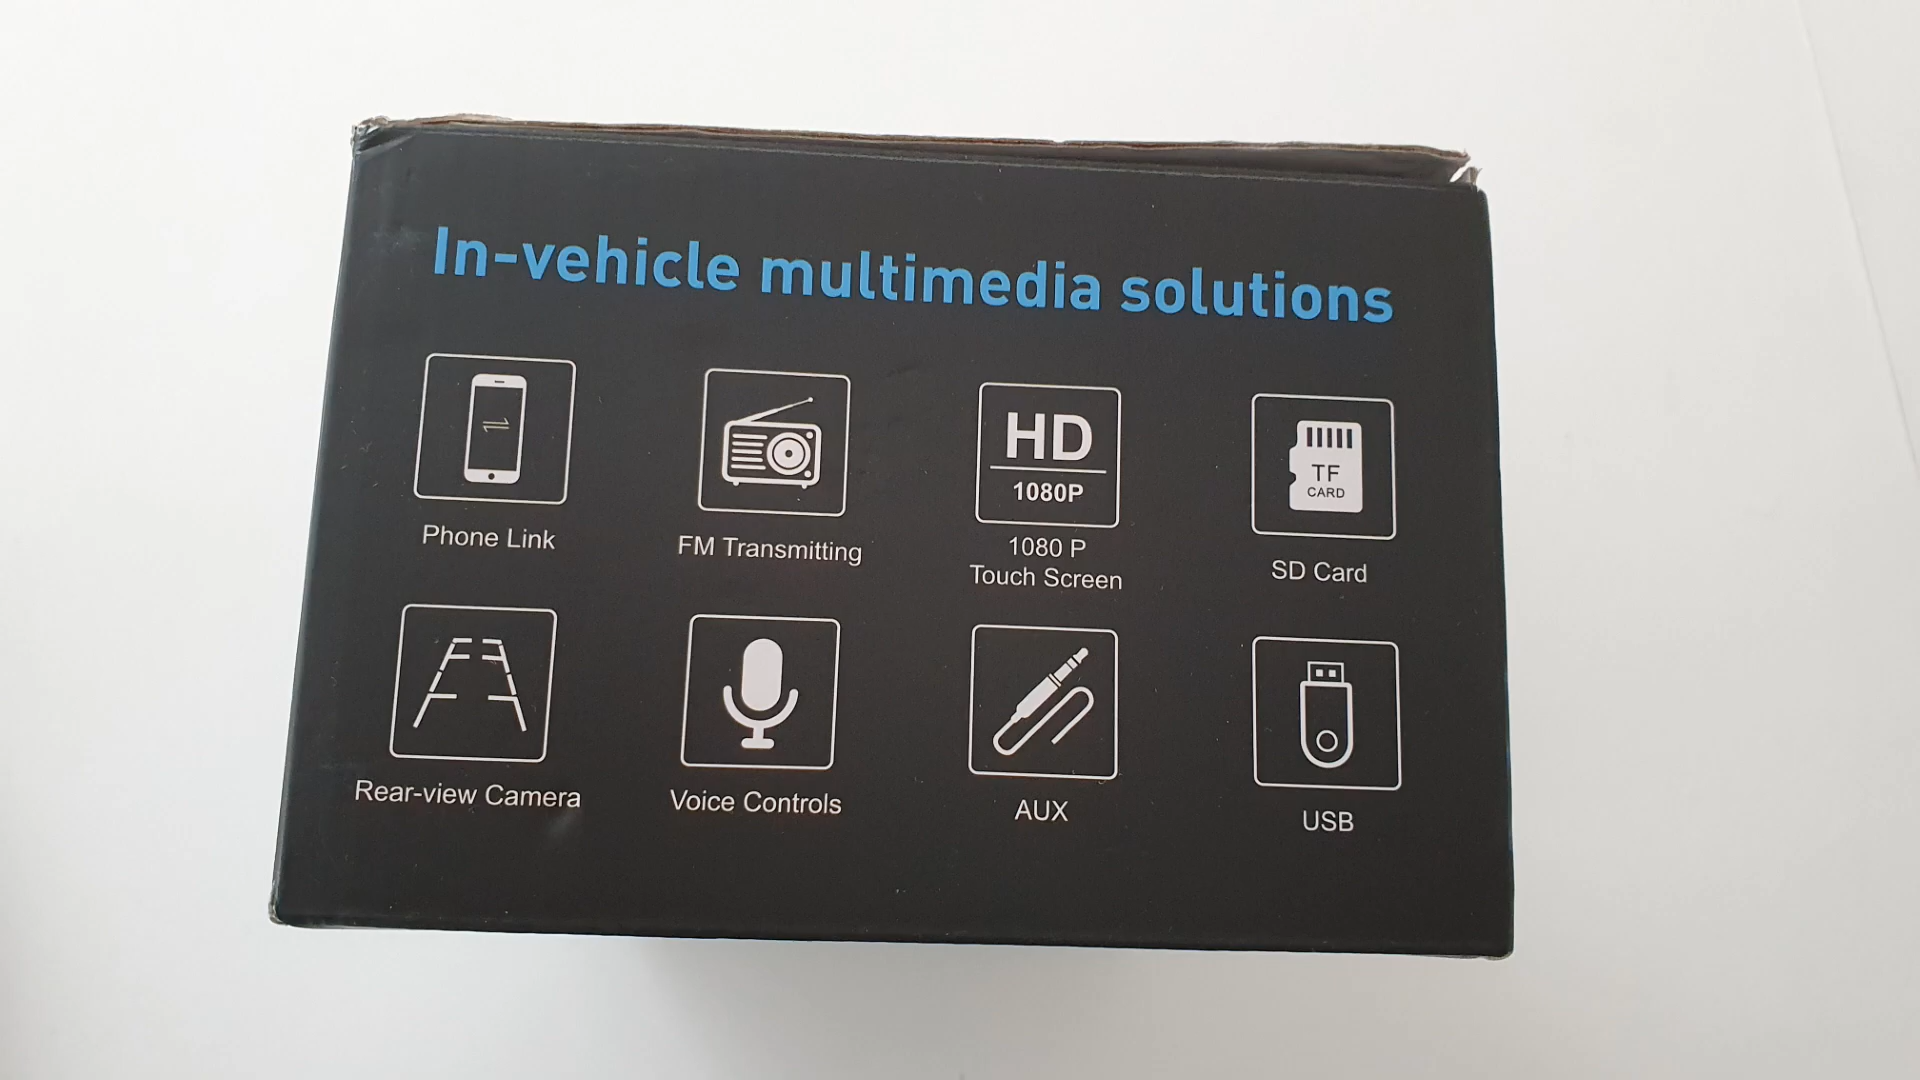 In-vehicle multimedia solutions
Phone Link
FM Transmitting
HD
1080P
1080 P
Touch Screen
TF
CARD
SD Card
Rear-view Camera
Voice Controls
AUX
USB